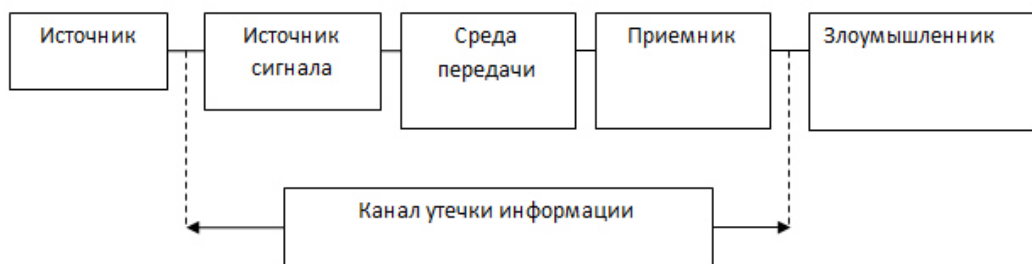 Источник
Источник
сигнала
Среда
передачи
Приемник
Злоумышленник
Канал утечки информации